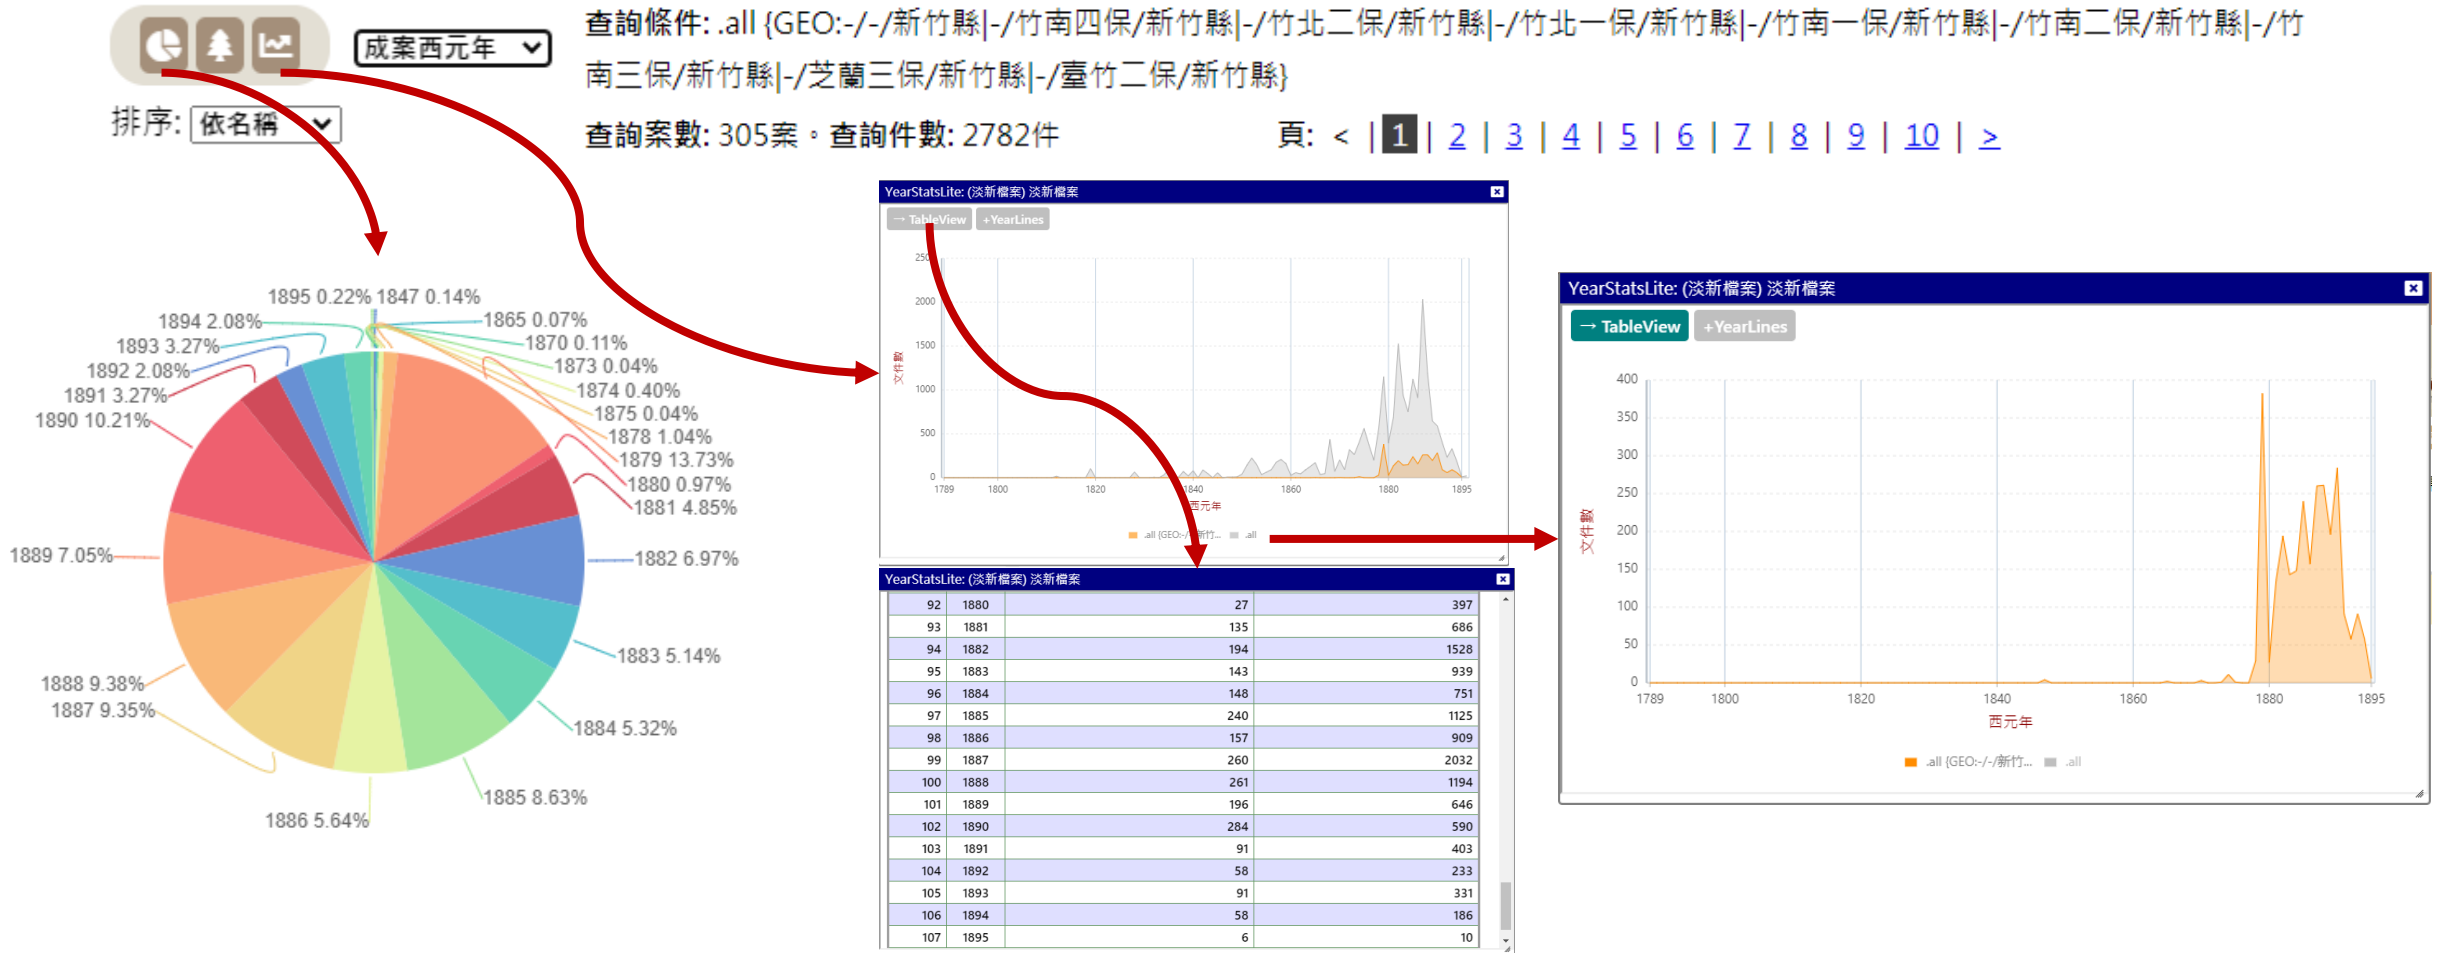 查詢條件: .all {GEO:-/-/新竹縣|-/竹南四保/新竹縣|-/竹北二保/新竹縣|-/竹北一保/新竹縣|-/竹南一保/新竹縣|-/竹南二保/新竹縣|-/竹
南三保/新竹縣|-/芝蘭三保/新竹縣|-/臺竹二保/新竹縣}
成案西元年
排序: 依名稱
查詢案數: 305案。查詢件數: 2782件
頁: < | 1 | 2 | 3 | 4 | 5 | 6 | 7 | 8 | 9 | 10 | >
1895 0.22%
1847 0.14%
1865 0.07%
1870 0.11%
1873 0.04%
1874 0.40%
1875 0.04%
1878 1.04%
1879 13.73%
1880 0.97%
1881 4.85%
1882 6.97%
1883 5.14%
1884 5.32%
1885 8.63%
1886 5.64%
1887 9.35%
1888 9.38%
1889 7.05%
1890 10.21%
1891 3.27%
1892 2.08%
1893 3.27%
1894 2.08%
YearStatsLite: (淡新檔案) 淡新檔案
→ TableView +YearLines
文件數
2000
1500
1000
500
0
1789 1800 1820 1840 1860 1880 1895
西元年
.all {GEO:-/-/新竹... .all
YearStatsLite: (淡新檔案) 淡新檔案
92 1880 27 397
93 1881 135 686
94 1882 194 1528
95 1883 143 939
96 1884 148 751
97 1885 240 1125
98 1886 157 909
99 1887 260 2032
100 1888 261 1194
101 1889 196 646
102 1890 284 590
103 1891 91 403
104 1892 58 233
105 1893 91 331
106 1894 58 186
107 1895 6 10
YearStatsLite: (淡新檔案) 淡新檔案
→ TableView +YearLines
文件數
400
350
300
250
200
150
100
50
0
1789 1800 1820 1840 1860 1880 1895
西元年
.all {GEO:-/-/新竹... .all